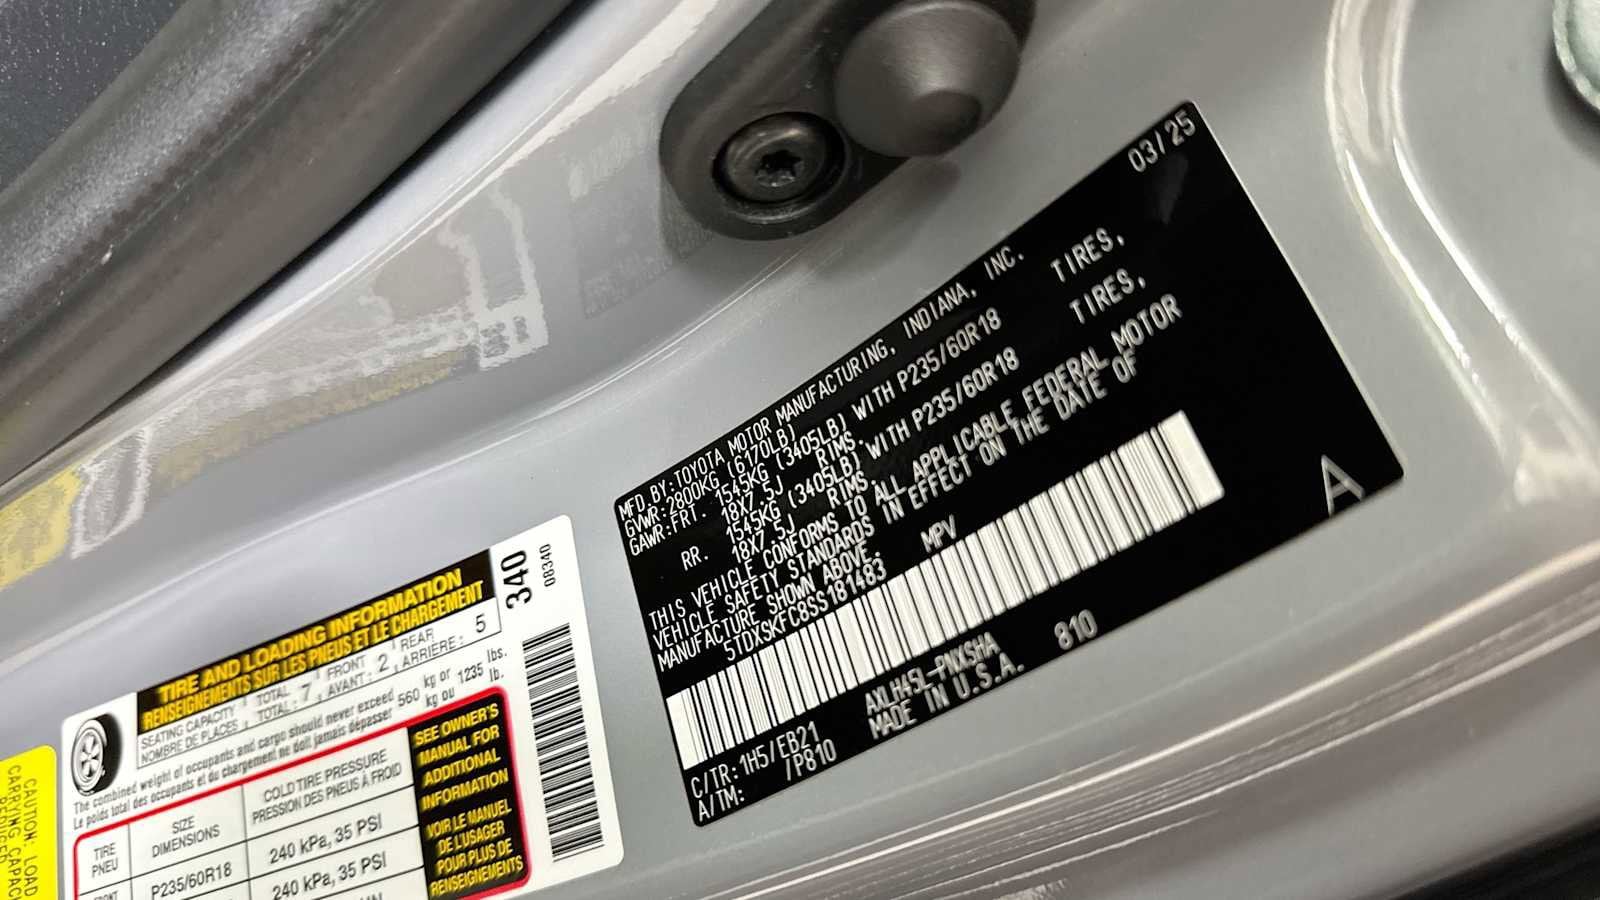 03/25
MFD.BY:TOYOTA MOTOR MANUFACTURING, INDIANA, INC.
GVWR:2800KG (6170LB)
GAWR:FRT. 1545KG (3405LB) WITH P235/60R18 TIRES,
18X7.5J RIMS.
RR. 1545KG (3405LB) WITH P235/60R18 TIRES,
18X7.5J RIMS.
THIS VEHICLE CONFORMS TO ALL APPLICABLE FEDERAL MOTOR
VEHICLE SAFETY STANDARDS IN EFFECT ON THE DATE OF
MANUFACTURE SHOWN ABOVE.
5TDXSKFC8SS181483 MPV
A
C/TR:1H5/EB21 AXLH45L-PNXSHA 810
A/TM: /P810 MADE IN U.S.A.
340
08340
TIRE AND LOADING INFORMATION
RENSEIGNEMENTS SUR LES PNEUS ET LE CHARGEMENT
SEATING CAPACITY TOTAL : 7 FRONT : 2 REAR : 5
NOMBRE DE PLACES TOTAL : AVANT : ARRIÈRE :
The combined weight of occupants and cargo should never exceed 560 kg or 1235 lbs.
Le poids total des occupants et du chargement ne doit jamais dépasser kg ou lb.
TIRE
PNEU
SIZE
DIMENSIONS
COLD TIRE PRESSURE
PRESSION DES PNEUS À FROID
SEE OWNER'S
MANUAL FOR
ADDITIONAL
INFORMATION
VOIR LE MANUEL
DE L'USAGER
POUR PLUS DE
RENSEIGNEMENTS
FRONT P235/60R18 240 kPa, 35 PSI
240 kPa, 35 PSI
CAUTION: LOAD
CARRYING CAPAC